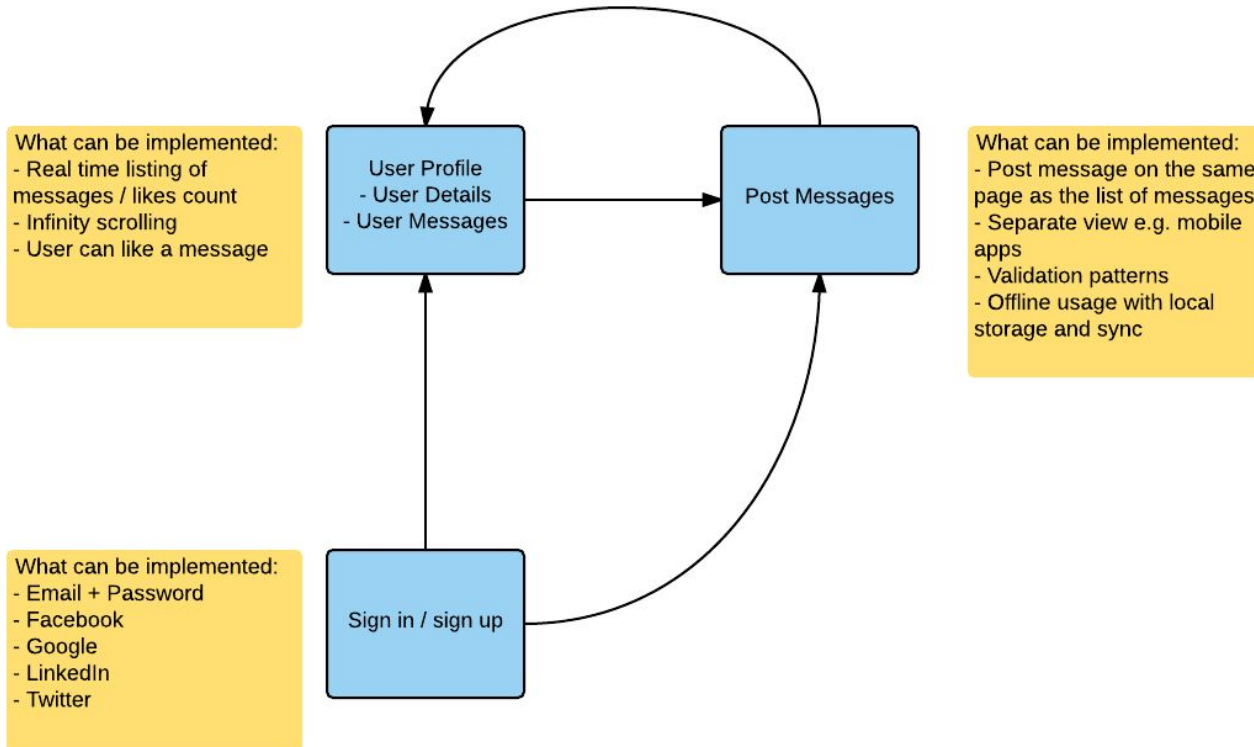 What can be implemented:
- Real time listing of
messages / likes count
- Infinity scrolling
- User can like a message
User Profile
- User Details
- User Messages
Post Messages
What can be implemented:
- Post message on the same
page as the list of messages
- Separate view e.g. mobile
apps
- Validation patterns
- Offline usage with local
storage and sync
What can be implemented:
- Email + Password
- Facebook
- Google
- LinkedIn
- Twitter
Sign in / sign up